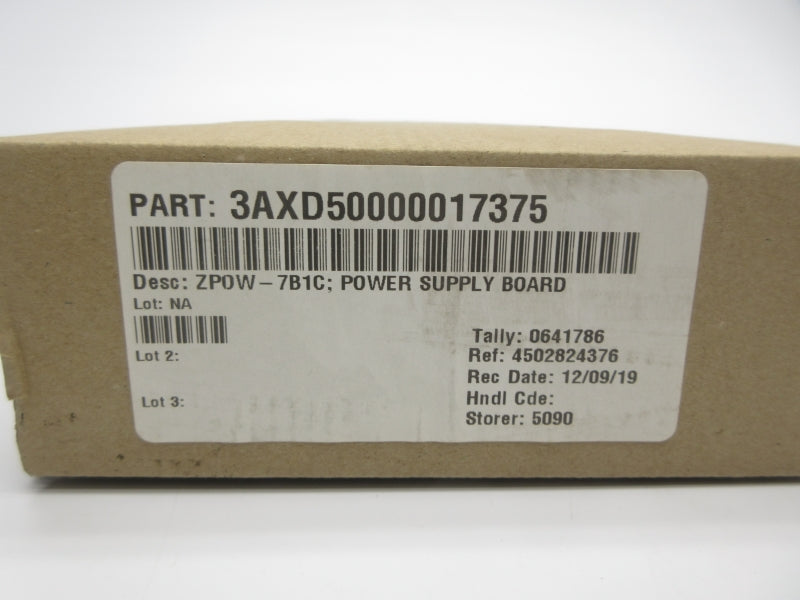 PART: 3AXD50000017375
Desc: ZPOW-7B1C; POWER SUPPLY BOARD
Lot: NA
Lot 2:
Lot 3:
Tally: 0641786
Ref: 4502824376
Rec Date: 12/09/19
Hndl Cde:
Storer: 5090